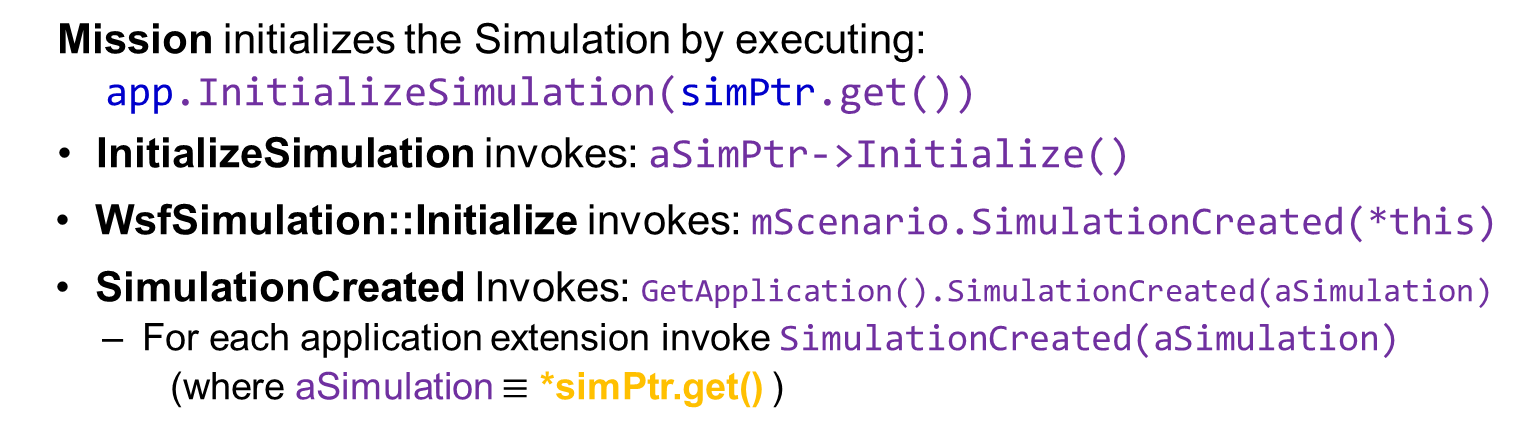 Mission initializes the Simulation by executing:
app.InitializeSimulation(simPtr.get())
• InitializeSimulation invokes: aSimPtr->Initialize()
• WsfSimulation::Initialize invokes: mScenario.SimulationCreated(*this)
• SimulationCreated Invokes: GetApplication().SimulationCreated(aSimulation)
– For each application extension invoke SimulationCreated(aSimulation)
(where aSimulation ≡ *simPtr.get() )